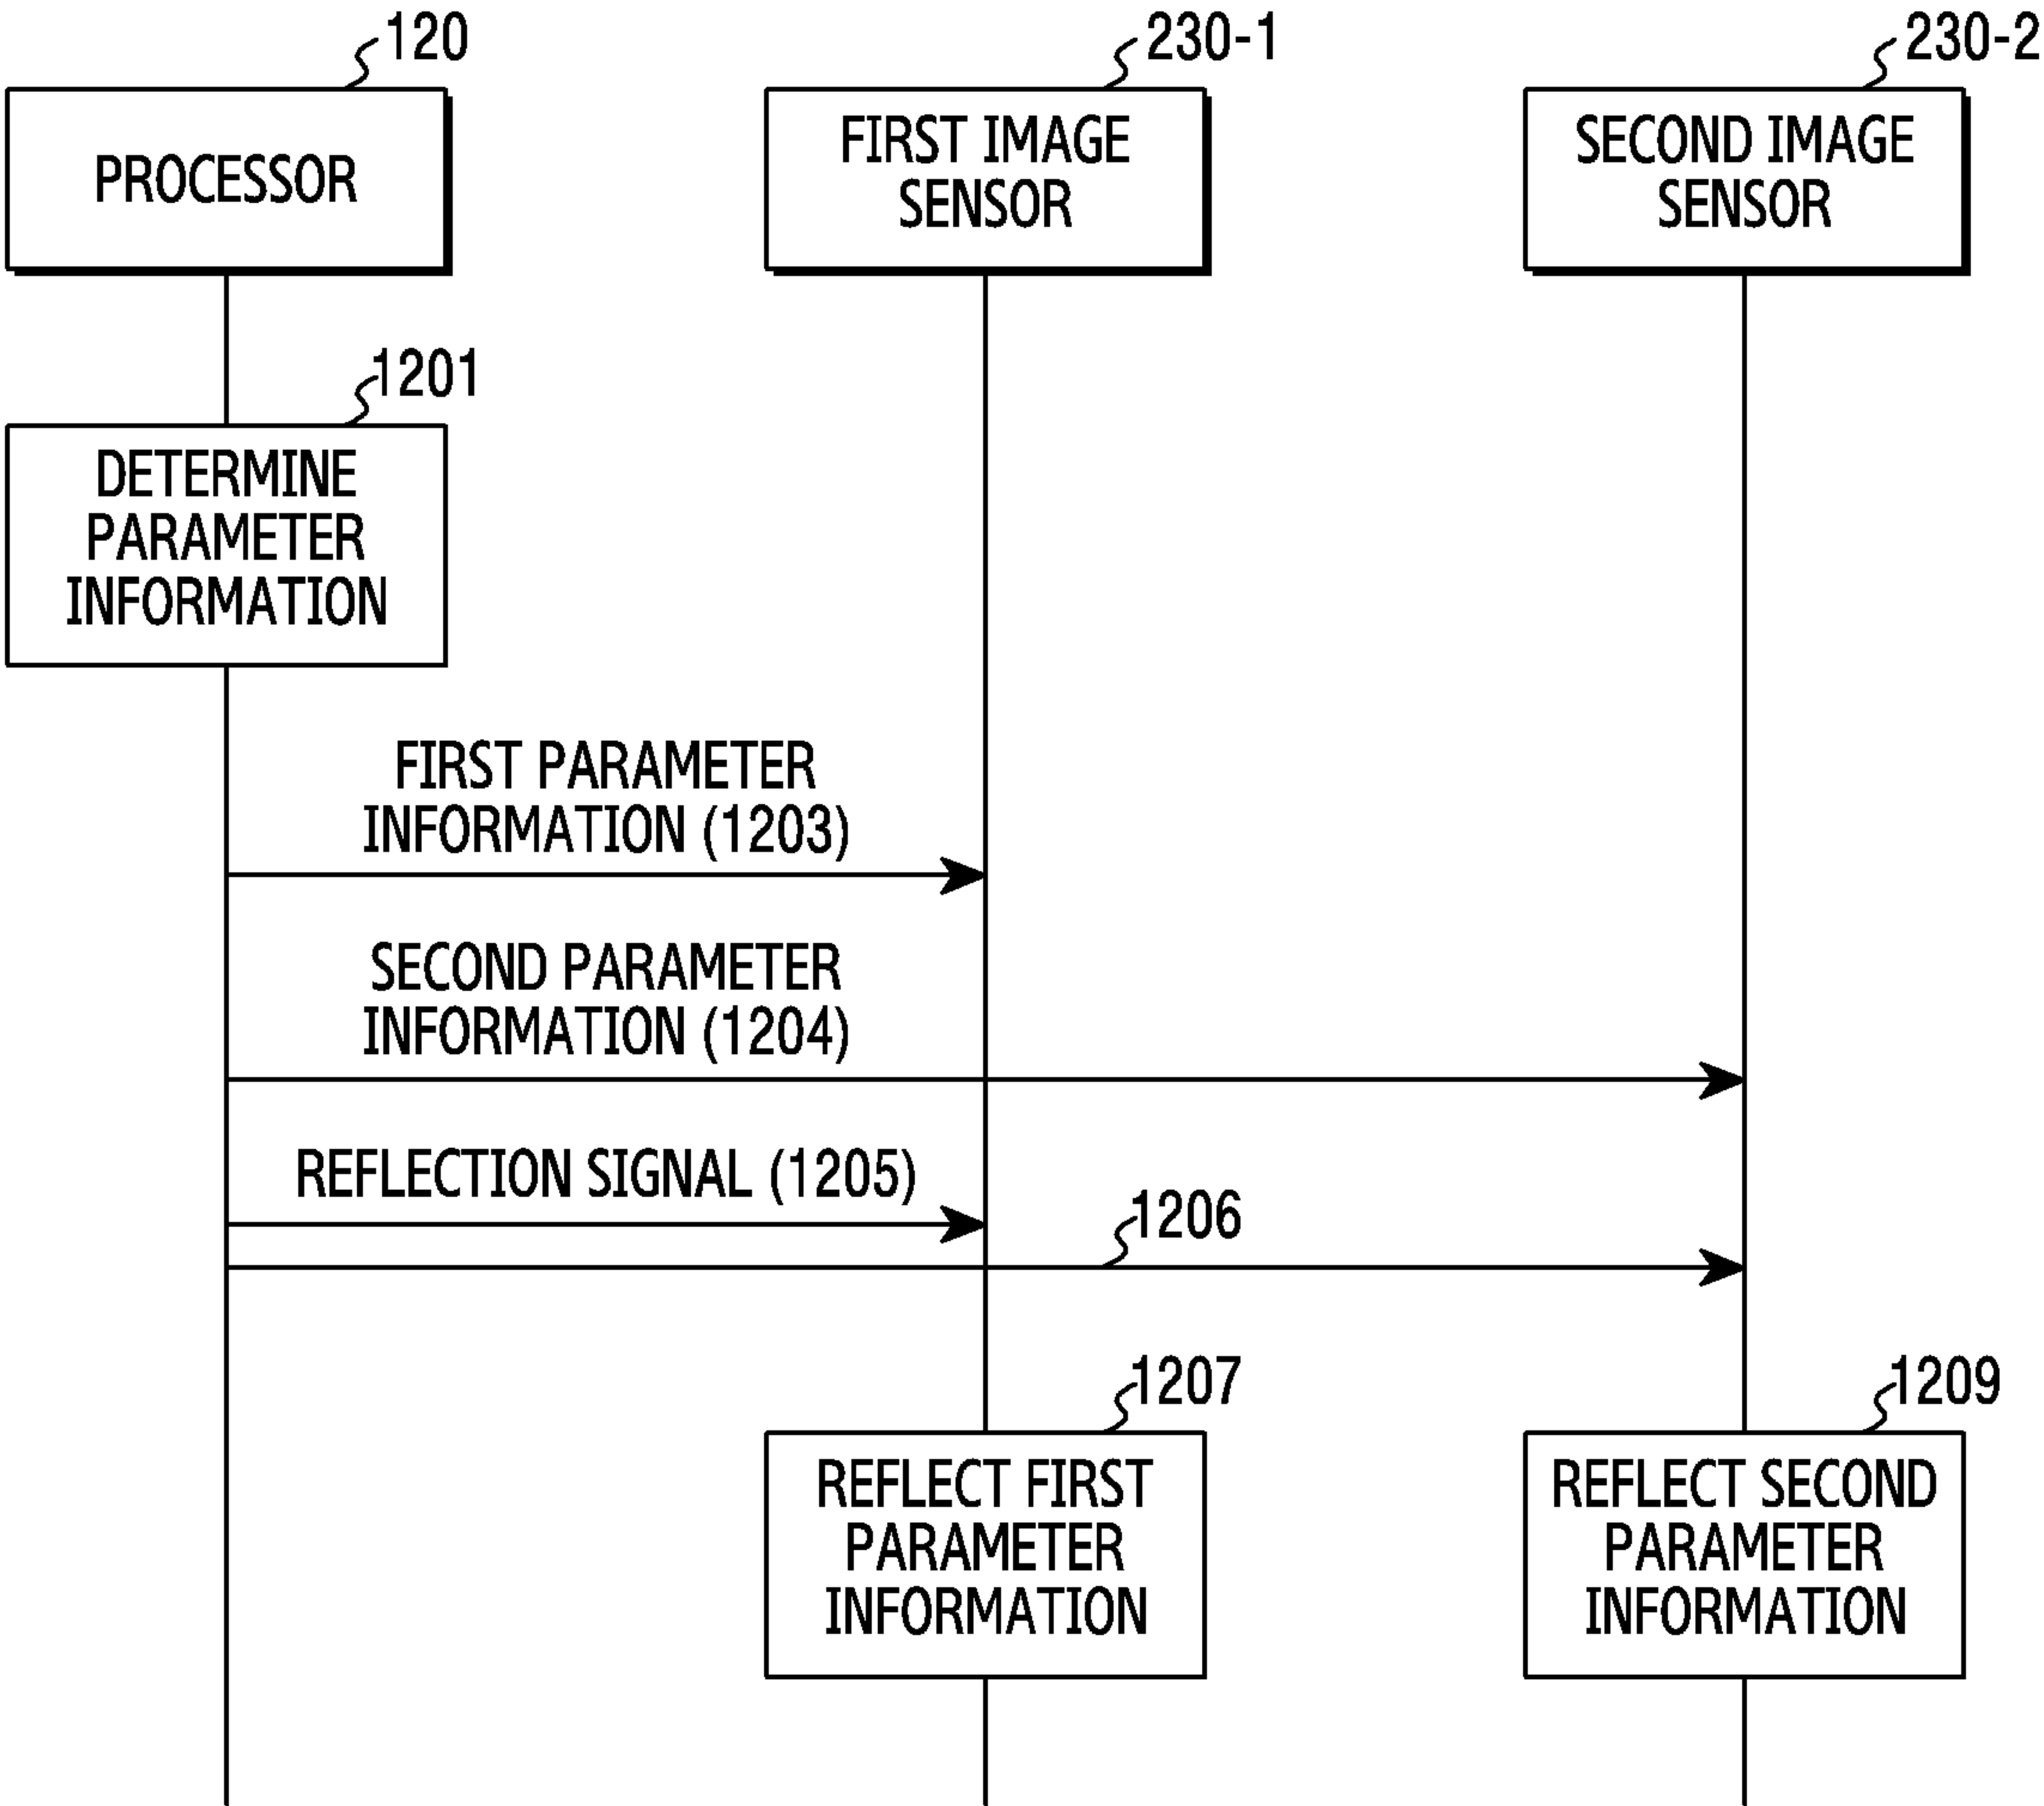 120
230-1
230-2
PROCESSOR
FIRST IMAGE
SENSOR
SECOND IMAGE
SENSOR
1201
DETERMINE
PARAMETER
INFORMATION
FIRST PARAMETER
INFORMATION (1203)
SECOND PARAMETER
INFORMATION (1204)
REFLECTION SIGNAL (1205)
1206
1207
1209
REFLECT FIRST
PARAMETER
INFORMATION
REFLECT SECOND
PARAMETER
INFORMATION